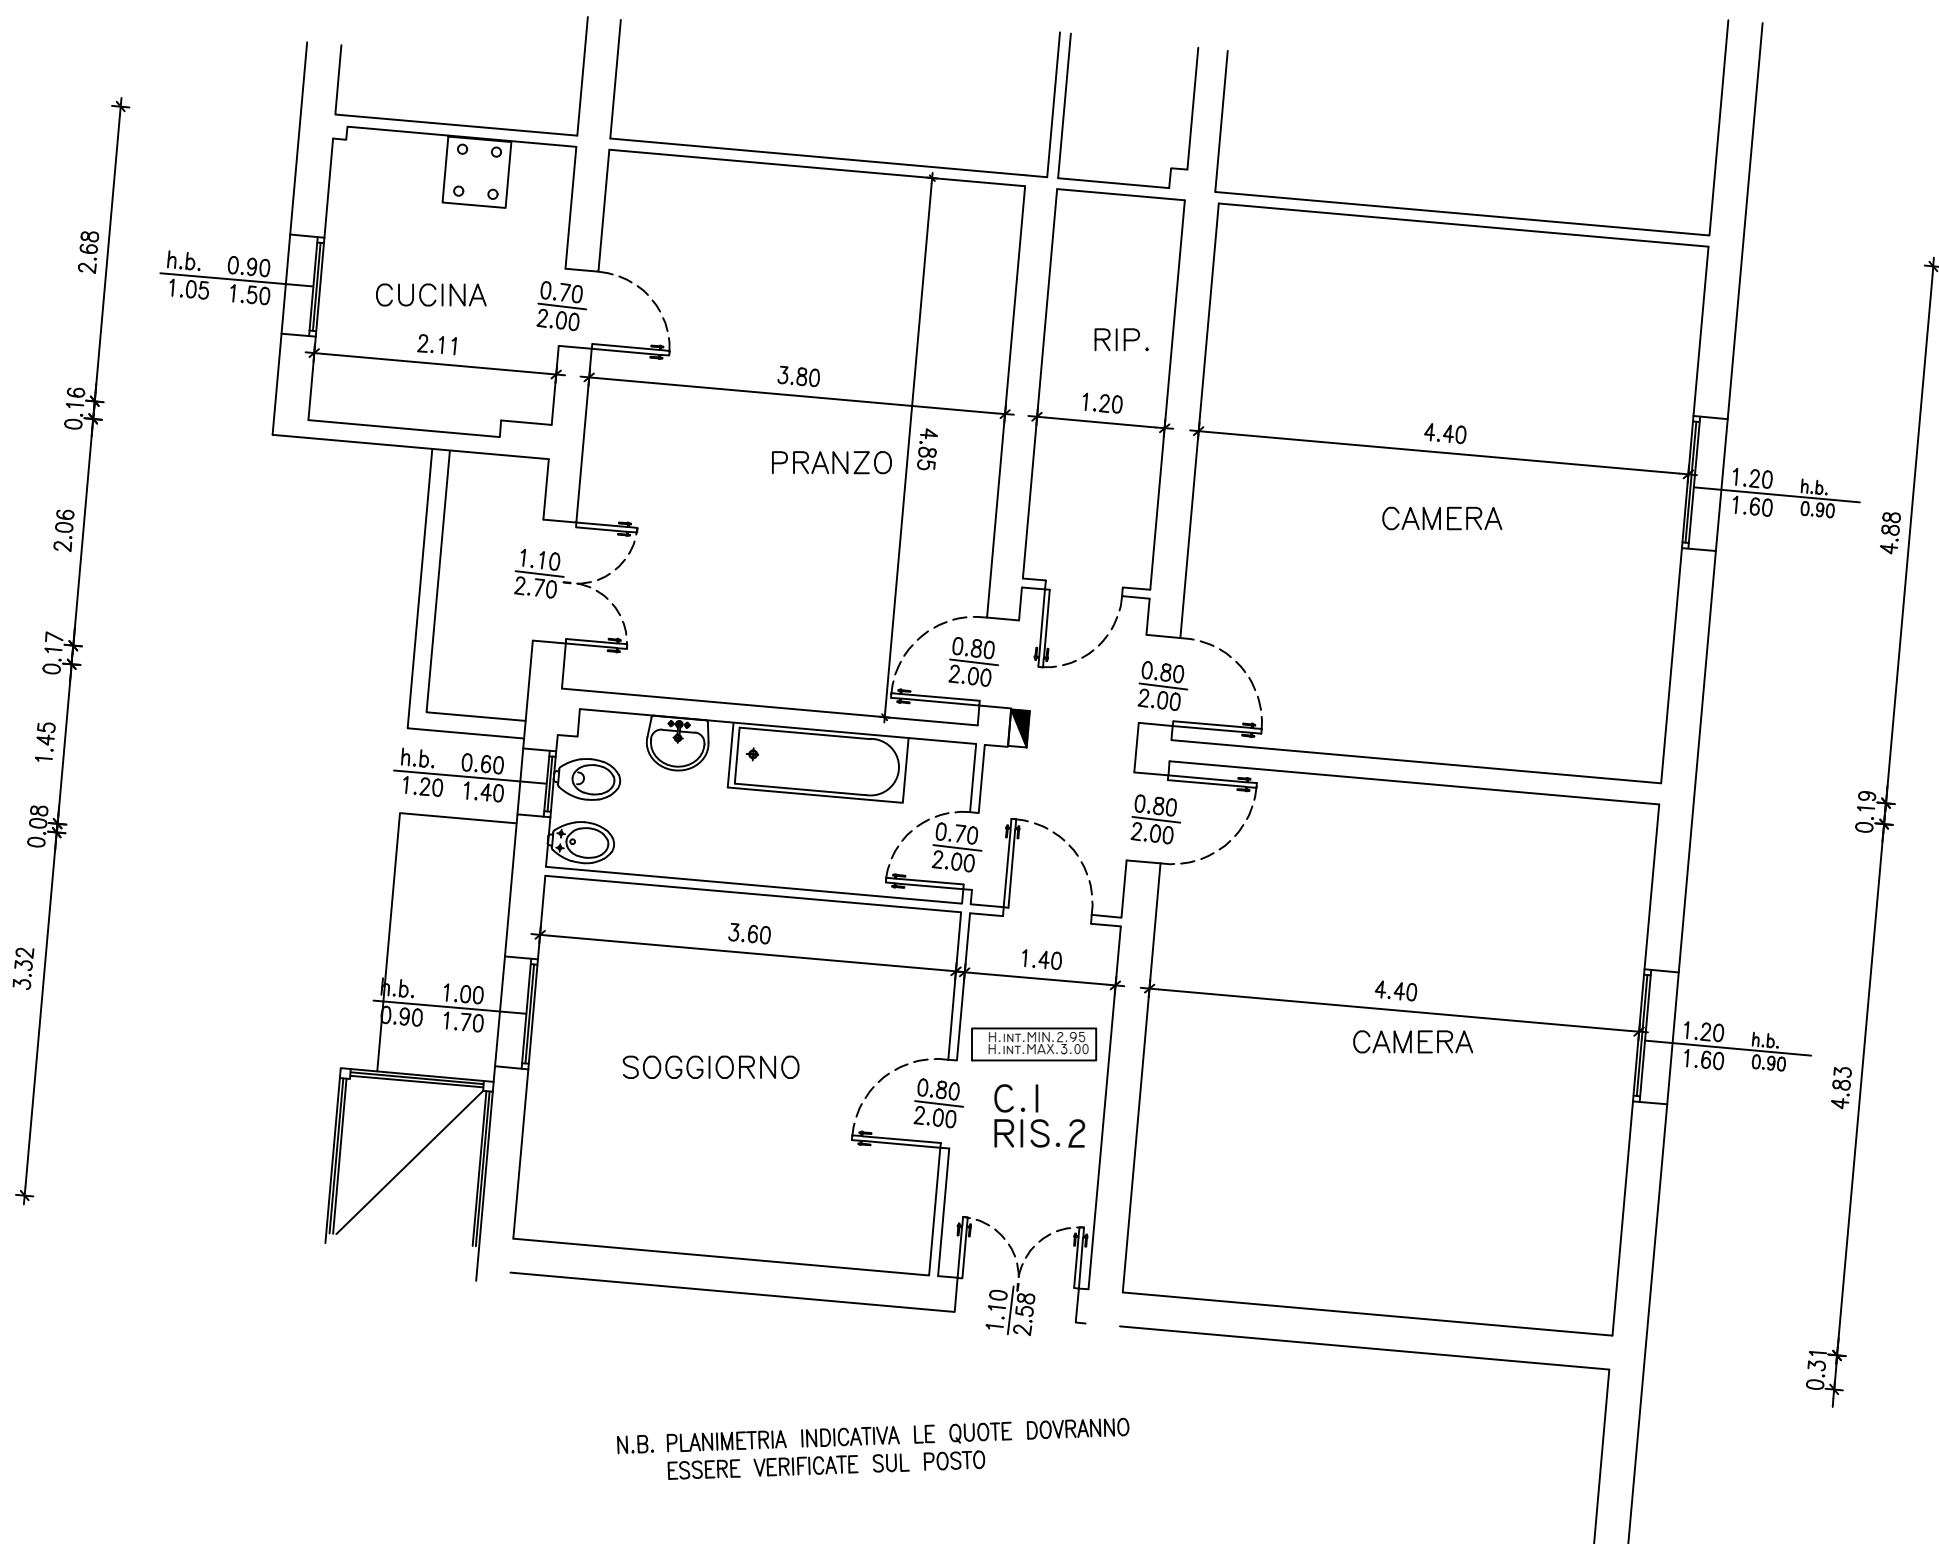 2.68
0.16
2.06
0.17
1.45
0.08
3.32
h.b. 0.90
1.05 1.50
CUCINA
2.11
0.70
2.00
3.80
4.85
PRANZO
1.10
2.70
RIP.
1.20
4.40
CAMERA
1.20 h.b.
1.60 0.90
4.88
0.80
2.00
0.80
2.00
h.b. 0.60
1.20 1.40
0.70
2.00
0.80
2.00
0.19
3.60
1.40
4.40
h.b. 1.00
0.90 1.70
SOGGIORNO
H.INT.MIN.2.95
H.INT.MAX.3.00
0.80
2.00
C.I
RIS.2
CAMERA
1.20 h.b.
1.60 0.90
4.83
0.31
1.10
2.58
N.B. PLANIMETRIA INDICATIVA LE QUOTE DOVRANNO
ESSERE VERIFICATE SUL POSTO